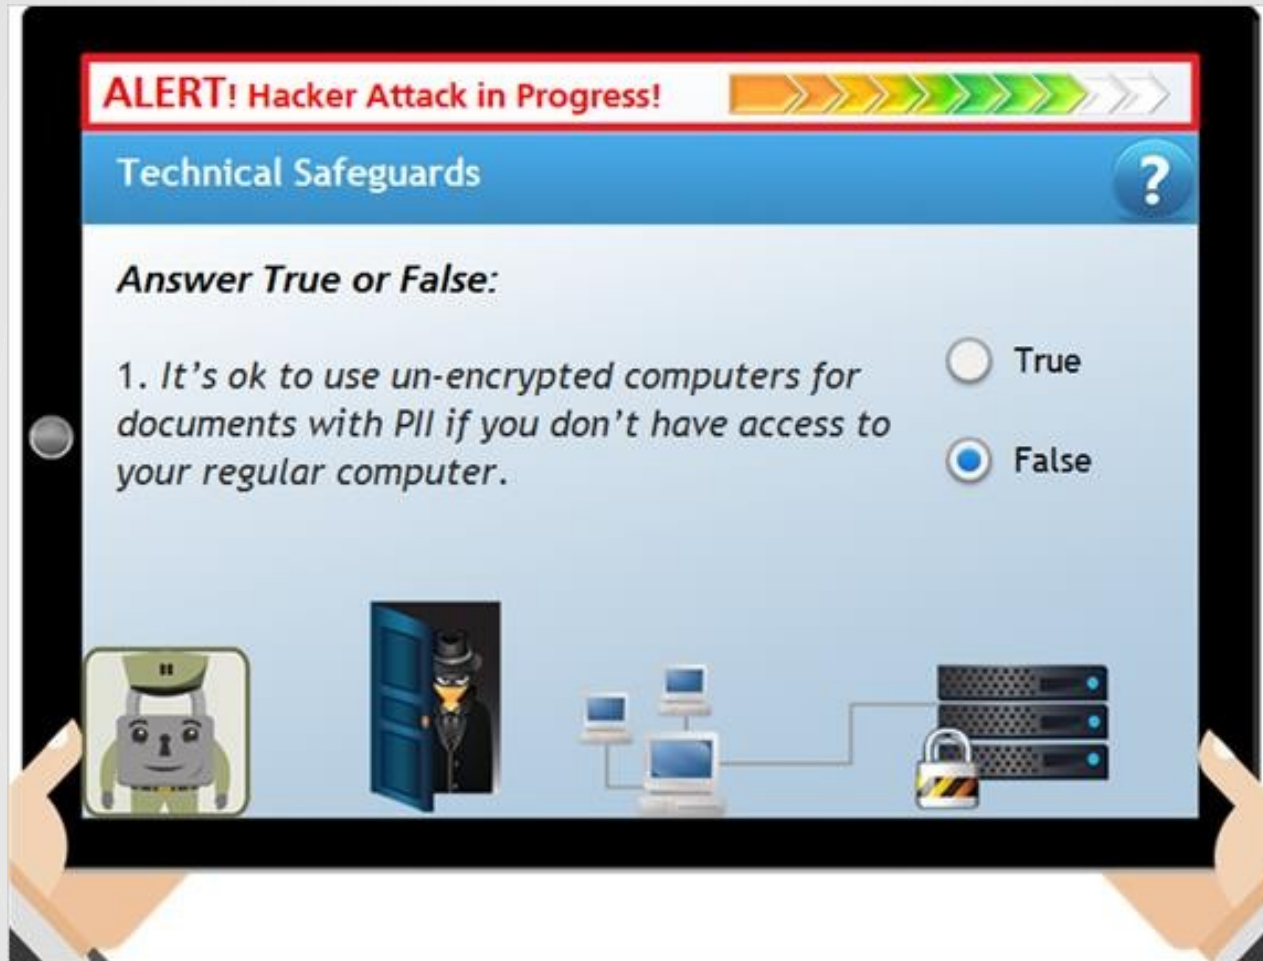 ALERT! Hacker Attack in Progress!
Technical Safeguards
?
Answer True or False:
1. It's ok to use un-encrypted computers for
documents with PII if you don't have access to
your regular computer.
True
False